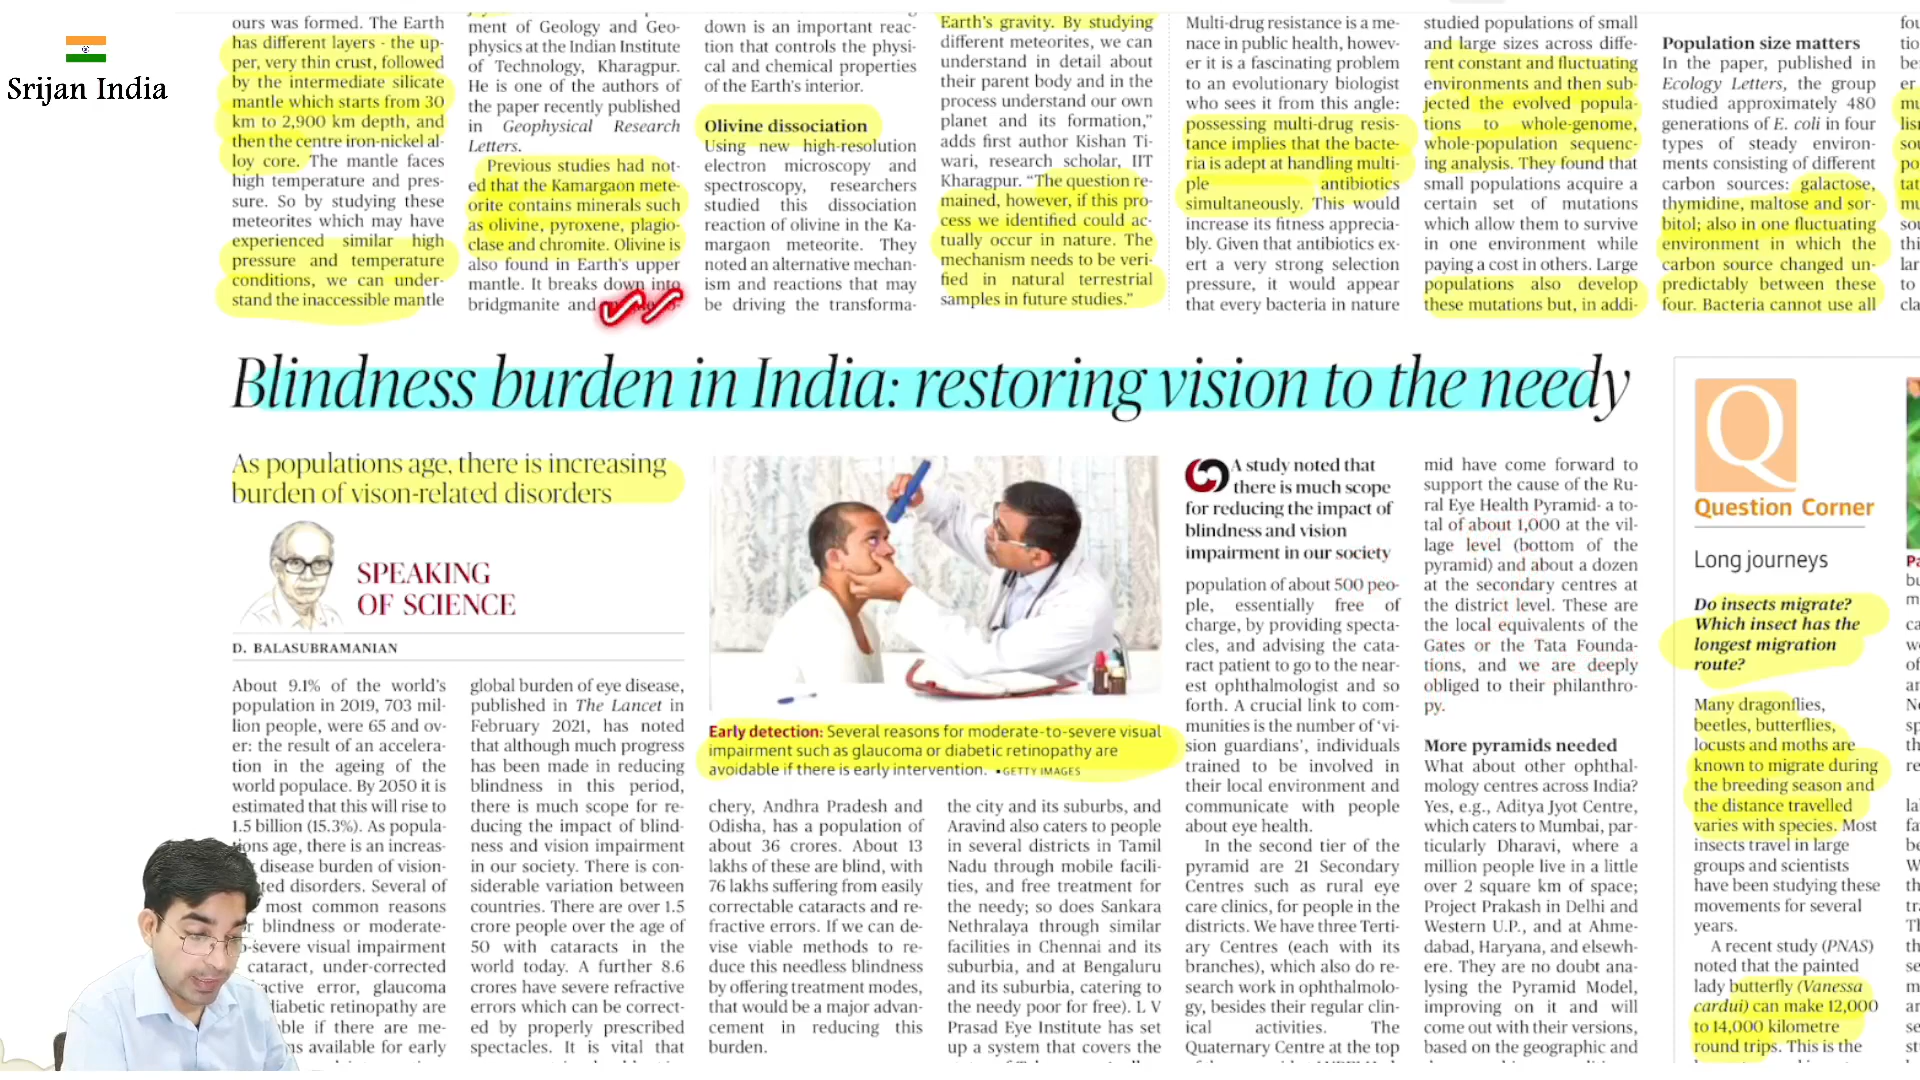 Srijan India
ours was formed. The Earth
has different layers - the up-
per, very thin crust, followed
by the intermediate silicate
mantle which starts from 30
km to 2,900 km depth, and
then the centre iron-nickel al-
loy core. The mantle faces
high temperature and pres-
sure. So by studying these
meteorites which may have
experienced similar high
pressure and temperature
conditions, we can under-
stand the inaccessible mantle
ment of Geology and Geo-
physics at the Indian Institute
of Technology, Kharagpur.
He is one of the authors of
the paper recently published
in Geophysical Research
Letters.
Previous studies had not-
ed that the Kamargaon mete-
orite contains minerals such
as olivine, pyroxene, plagio-
clase and chromite. Olivine is
also found in Earth's upper
mantle. It breaks down into
bridgmanite and
down is an important reac-
tion that controls the physi-
cal and chemical properties
of the Earth's interior.
Olivine dissociation
Using new high-resolution
electron microscopy and
spectroscopy, researchers
studied this dissociation
reaction of olivine in the Ka-
margaon meteorite. They
noted an alternative mechan-
ism and reactions that may
be driving the transforma-
Earth's gravity. By studying
different meteorites, we can
understand in detail about
their parent body and in the
process understand our own
planet and its formation,"
adds first author Kishan Ti-
wari, research scholar, IIT
Kharagpur. "The question re-
mained, however, if this pro-
cess we identified could ac-
tually occur in nature. The
mechanism needs to be veri-
fied in natural terrestrial
samples in future studies."
Multi-drug resistance is a me-
nace in public health, howev-
er it is a fascinating problem
to an evolutionary biologist
who sees it from this angle:
possessing multi-drug resis-
tance implies that the bacte-
ria is adept at handling multi-
ple antibiotics
simultaneously. This would
increase its fitness apprecia-
bly. Given that antibiotics ex-
ert a very strong selection
pressure, it would appear
that every bacteria in nature
studied populations of small
and large sizes across diffe-
rent constant and fluctuating
environments and then sub-
jected the evolved popula-
tions to whole-genome,
whole-population sequenc-
ing analysis. They found that
small populations acquire a
certain set of mutations
which allow them to survive
in one environment while
paying a cost in others. Large
populations also develop
these mutations but, in addi-
Population size matters
In the paper, published in
Ecology Letters, the group
studied approximately 480
generations of E. coli in four
types of steady environ-
ments consisting of different
carbon sources: galactose,
thymidine, maltose and sor-
bitol; also in one fluctuating
environment in which the
carbon source changed un-
predictably between these
four. Bacteria cannot use all
Blindness burden in India: restoring vision to the needy
As populations age, there is increasing
burden of vison-related disorders
SPEAKING
OF SCIENCE
D. BALASUBRAMANIAN
About 9.1% of the world's
population in 2019, 703 mil-
lion people, were 65 and ov-
er: the result of an accelera-
tion in the ageing of the
world populace. By 2050 it is
estimated that this will rise to
1.5 billion (15.3%). As popula-
ions age, there is an increas-
disease burden of vision-
ted disorders. Several of
most common reasons
blindness or moderate-
severe visual impairment
cataract, under-corrected
active error, glaucoma
diabetic retinopathy are
ble if there are me-
ns available for early
global burden of eye disease,
published in The Lancet in
February 2021, has noted
that although much progress
has been made in reducing
blindness in this period,
there is much scope for re-
ducing the impact of blind-
ness and vision impairment
in our society. There is con-
siderable variation between
countries. There are over 1.5
crore people over the age of
50 with cataracts in the
world today. A further 8.6
crores have severe refractive
errors which can be correct-
ed by properly prescribed
spectacles. It is vital that
Early detection: Several reasons for moderate-to-severe visual
impairment such as glaucoma or diabetic retinopathy are
avoidable if there is early intervention. •GETTY IMAGES
chery, Andhra Pradesh and
Odisha, has a population of
about 36 crores. About 13
lakhs of these are blind, with
76 lakhs suffering from easily
correctable cataracts and re-
fractive errors. If we can de-
vise viable methods to re-
duce this needless blindness
by offering treatment modes,
that would be a major advan-
cement in reducing this
burden.
the city and its suburbs, and
Aravind also caters to people
in several districts in Tamil
Nadu through mobile facili-
ties, and free treatment for
the needy; so does Sankara
Nethralaya through similar
facilities in Chennai and its
suburbia, and at Bengaluru
and its suburbia, catering to
the needy poor for free). L V
Prasad Eye Institute has set
up a system that covers the
A study noted that
there is much scope
for reducing the impact of
blindness and vision
impairment in our society
population of about 500 peo-
ple, essentially free of
charge, by providing specta-
cles, and advising the cata-
ract patient to go to the near-
est ophthalmologist and so
forth. A crucial link to com-
munities is the number of 'vi-
sion guardians', individuals
trained to be involved in
their local environment and
communicate with people
about eye health.
In the second tier of the
pyramid are 21 Secondary
Centres such as rural eye
care clinics, for people in the
districts. We have three Terti-
ary Centres (each with its
branches), which also do re-
search work in ophthalmolo-
gy, besides their regular clin-
ical activities. The
Quaternary Centre at the top
mid have come forward to
support the cause of the Ru-
ral Eye Health Pyramid- a to-
tal of about 1,000 at the vil-
lage level (bottom of the
pyramid) and about a dozen
at the secondary centres at
the district level. These are
the local equivalents of the
Gates or the Tata Founda-
tions, and we are deeply
obliged to their philanthro-
py.
More pyramids needed
What about other ophthal-
mology centres across India?
Yes, e.g., Aditya Jyot Centre,
which caters to Mumbai, par-
ticularly Dharavi, where a
million people live in a little
over 2 square km of space;
Project Prakash in Delhi and
Western U.P., and at Ahme-
dabad, Haryana, and elsewh-
ere. They are no doubt ana-
lysing the Pyramid Model,
improving on it and will
come out with their versions,
based on the geographic and
Q
Question Corner
Long journeys
Do insects migrate?
Which insect has the
longest migration
route?
Many dragonflies,
beetles, butterflies,
locusts and moths are
known to migrate during
the breeding season and
the distance travelled
varies with species. Most
insects travel in large
groups and scientists
have been studying these
movements for several
years.
A recent study (PNAS)
noted that the painted
lady butterfly (Vanessa
cardui) can make 12,000
to 14,000 kilometre
round trips. This is the